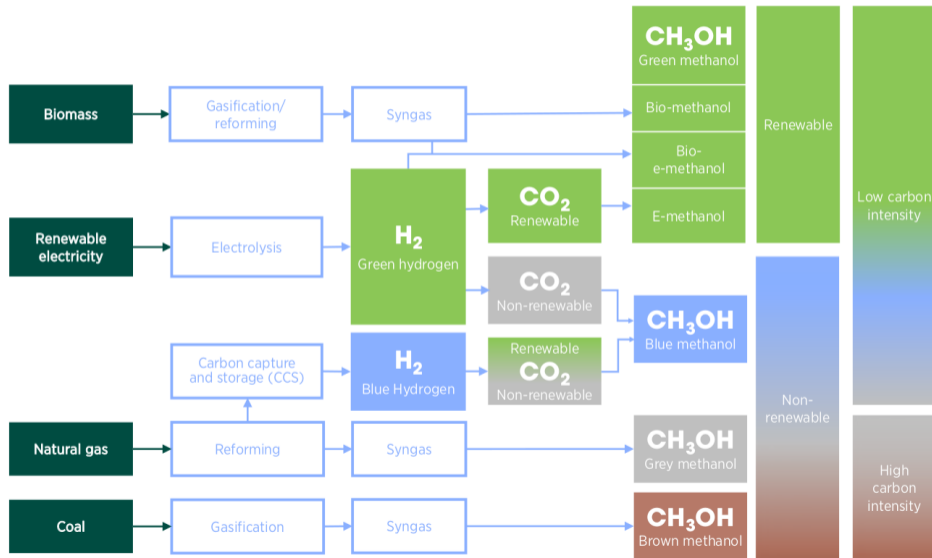 CH₃OH
Green methanol
Biomass
Gasification/
reforming
Syngas
Bio-methanol
Renewable
Bio-
e-methanol
Low carbon
intensity
Renewable
electricity
Electrolysis
H₂
Green hydrogen
CO₂
Renewable
E-methanol
CO₂
Non-renewable
CH₃OH
Blue methanol
Carbon capture
and storage (CCS)
H₂
Blue Hydrogen
Renewable
CO₂
Non-renewable
Non-
renewable
Natural gas
Reforming
Syngas
CH₃OH
Grey methanol
High
carbon
intensity
Coal
Gasification
Syngas
CH₃OH
Brown methanol